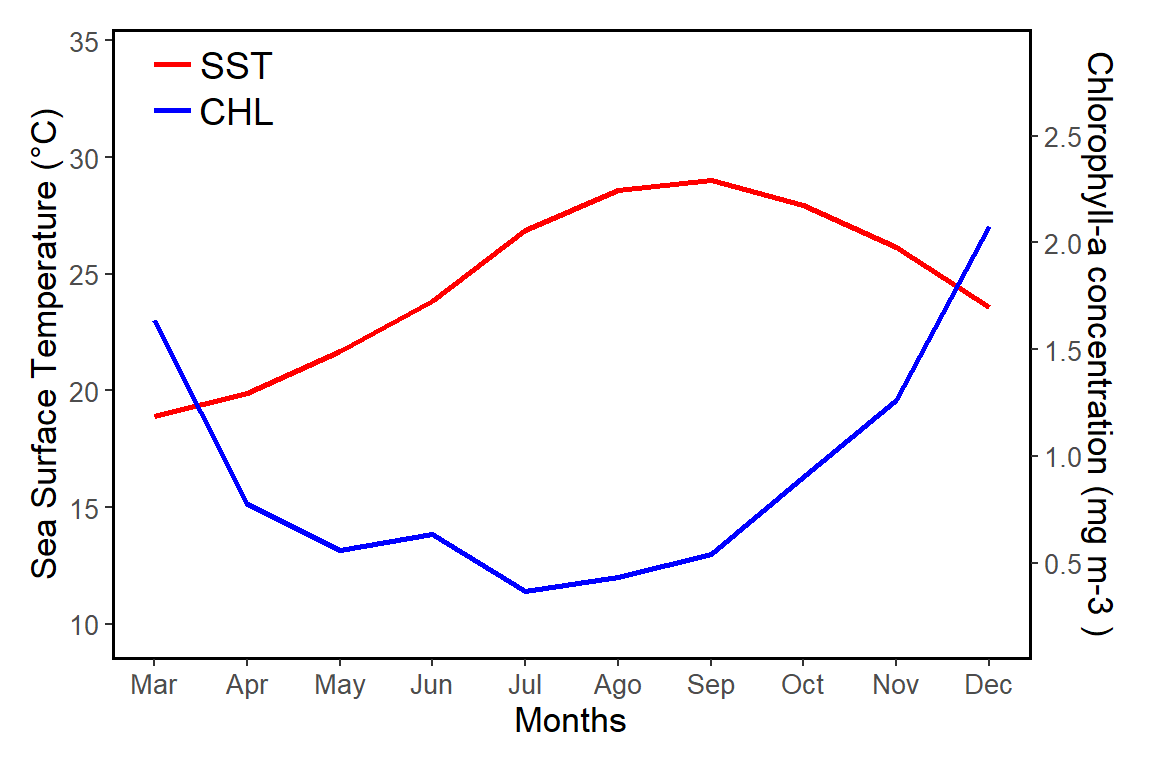 35
30
25
20
15
10
Sea Surface Temperature (°C)
SST
CHL
2.5
2.0
1.5
1.0
0.5
Chlorophyll-a concentration (mg m-3 )
Mar Apr May Jun Jul Ago Sep Oct Nov Dec
Months